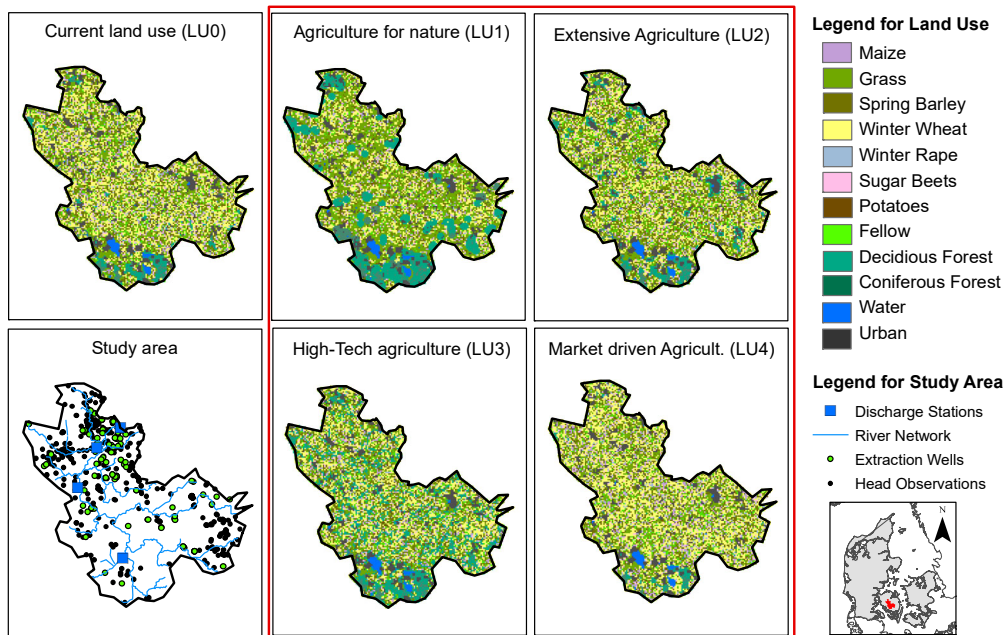 Current land use (LU0)
Agriculture for nature (LU1)
Extensive Agriculture (LU2)
Legend for Land Use
Maize
Grass
Spring Barley
Winter Wheat
Winter Rape
Sugar Beets
Potatoes
Fellow
Decidious Forest
Coniferous Forest
Water
Urban
Study area
High-Tech agriculture (LU3)
Market driven Agricult. (LU4)
Legend for Study Area
Discharge Stations
River Network
Extraction Wells
Head Observations
N